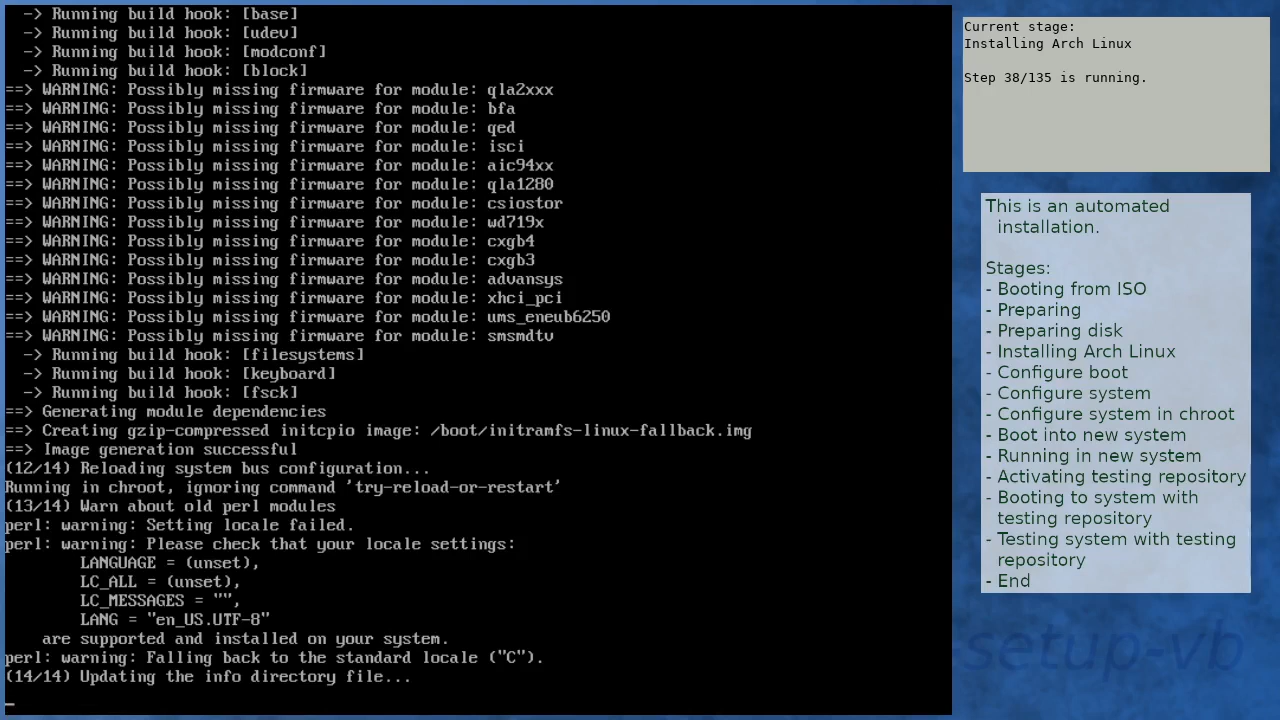 -> Running build hook: [base]
-> Running build hook: [udev]
-> Running build hook: [modconf]
-> Running build hook: [block]
==> WARNING: Possibly missing firmware for module: qla2xxx
==> WARNING: Possibly missing firmware for module: bfa
==> WARNING: Possibly missing firmware for module: qed
==> WARNING: Possibly missing firmware for module: isci
==> WARNING: Possibly missing firmware for module: aic94xx
==> WARNING: Possibly missing firmware for module: qla1280
==> WARNING: Possibly missing firmware for module: csiostor
==> WARNING: Possibly missing firmware for module: wd719x
==> WARNING: Possibly missing firmware for module: cxgb4
==> WARNING: Possibly missing firmware for module: cxgb3
==> WARNING: Possibly missing firmware for module: advansys
==> WARNING: Possibly missing firmware for module: xhci_pci
==> WARNING: Possibly missing firmware for module: ums_eneub6250
==> WARNING: Possibly missing firmware for module: smsmdtv
-> Running build hook: [filesystems]
-> Running build hook: [keyboard]
-> Running build hook: [fsck]
==> Generating module dependencies
==> Creating gzip-compressed initcpio image: /boot/initramfs-linux-fallback.img
==> Image generation successful
(12/14) Reloading system bus configuration...
Running in chroot, ignoring command 'try-reload-or-restart'
(13/14) Warn about old perl modules
perl: warning: Setting locale failed.
perl: warning: Please check that your locale settings:
LANGUAGE = (unset),
LC_ALL = (unset),
LC_MESSAGES = "",
LANG = "en_US.UTF-8"
are supported and installed on your system.
perl: warning: Falling back to the standard locale ("C").
(14/14) Updating the info directory file...
Current stage:
Installing Arch Linux
Step 38/135 is running.
This is an automated
installation.
Stages:
- Booting from ISO
- Preparing
- Preparing disk
- Installing Arch Linux
- Configure boot
- Configure system
- Configure system in chroot
- Boot into new system
- Running in new system
- Activating testing repository
- Booting to system with
testing repository
- Testing system with testing
repository
- End
setup-vb